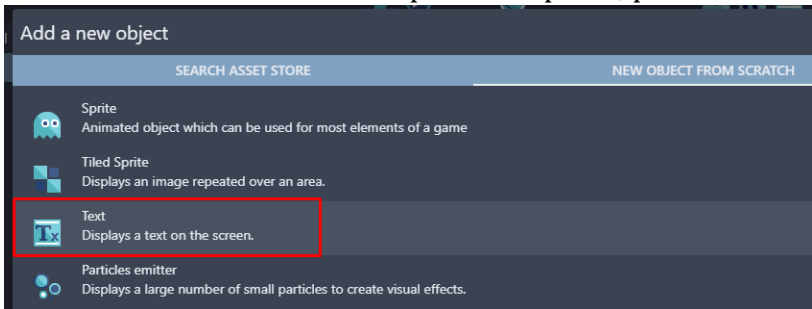 Add a new object
SEARCH ASSET STORE
NEW OBJECT FROM SCRATCH
Sprite
Animated object which can be used for most elements of a game
Tiled Sprite
Displays an image repeated over an area.
Tx
Text
Displays a text on the screen.
Particles emitter
Displays a large number of small particles to create visual effects.